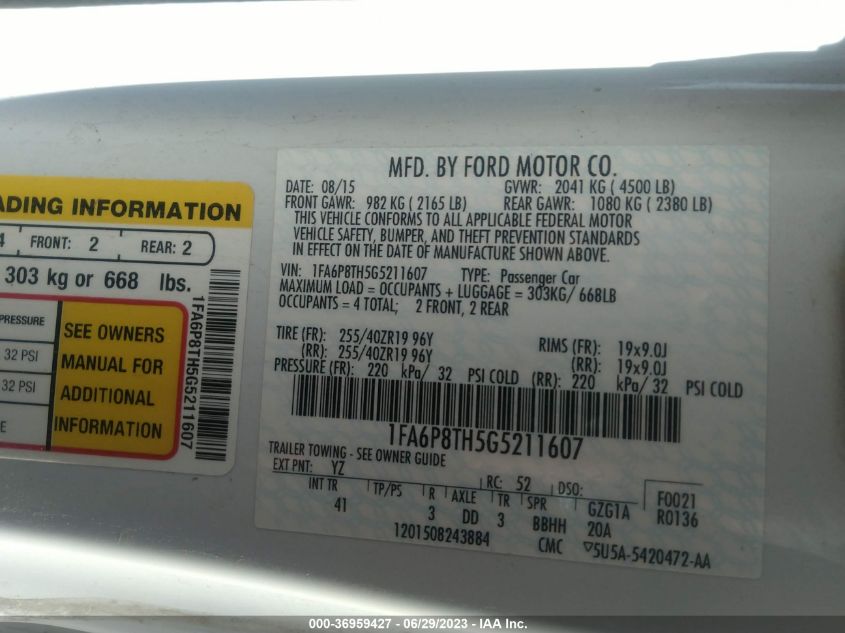 ADING INFORMATION
4 FRONT: 2 REAR: 2
303 kg or 668 lbs.
PRESSURE
32 PSI
32 PSI
E
SEE OWNERS
MANUAL FOR
ADDITIONAL
INFORMATION
1FA6P8TH5G5211607
MFD. BY FORD MOTOR CO.
DATE: 08/15 GVWR: 2041 KG ( 4500 LB)
FRONT GAWR: 982 KG ( 2165 LB) REAR GAWR: 1080 KG ( 2380 LB)
THIS VEHICLE CONFORMS TO ALL APPLICABLE FEDERAL MOTOR
VEHICLE SAFETY, BUMPER, AND THEFT PREVENTION STANDARDS
IN EFFECT ON THE DATE OF MANUFACTURE SHOWN ABOVE.
VIN: 1FA6P8TH5G5211607 TYPE: Passenger Car
MAXIMUM LOAD = OCCUPANTS + LUGGAGE = 303KG/ 668LB
OCCUPANTS = 4 TOTAL; 2 FRONT, 2 REAR
TIRE (FR): 255/40ZR19 96Y RIMS (FR): 19x9.0J
(RR): 255/40ZR19 96Y (RR): 19x9.0J
PRESSURE (FR): 220 kPa/ 32 PSI COLD (RR): 220 kPa/ 32 PSI COLD
1FA6P8TH5G5211607
TRAILER TOWING - SEE OWNER GUIDE
EXT PNT: YZ RC: 52 DSO: F0021
INT TR TP/PS R AXLE TR SPR GZG1A R0136
41 3 DD 3 BBHH 20A
1201508243884 CMC ▽5U5A-5420472-AA
000-36959427 - 06/29/2023 - IAA Inc.